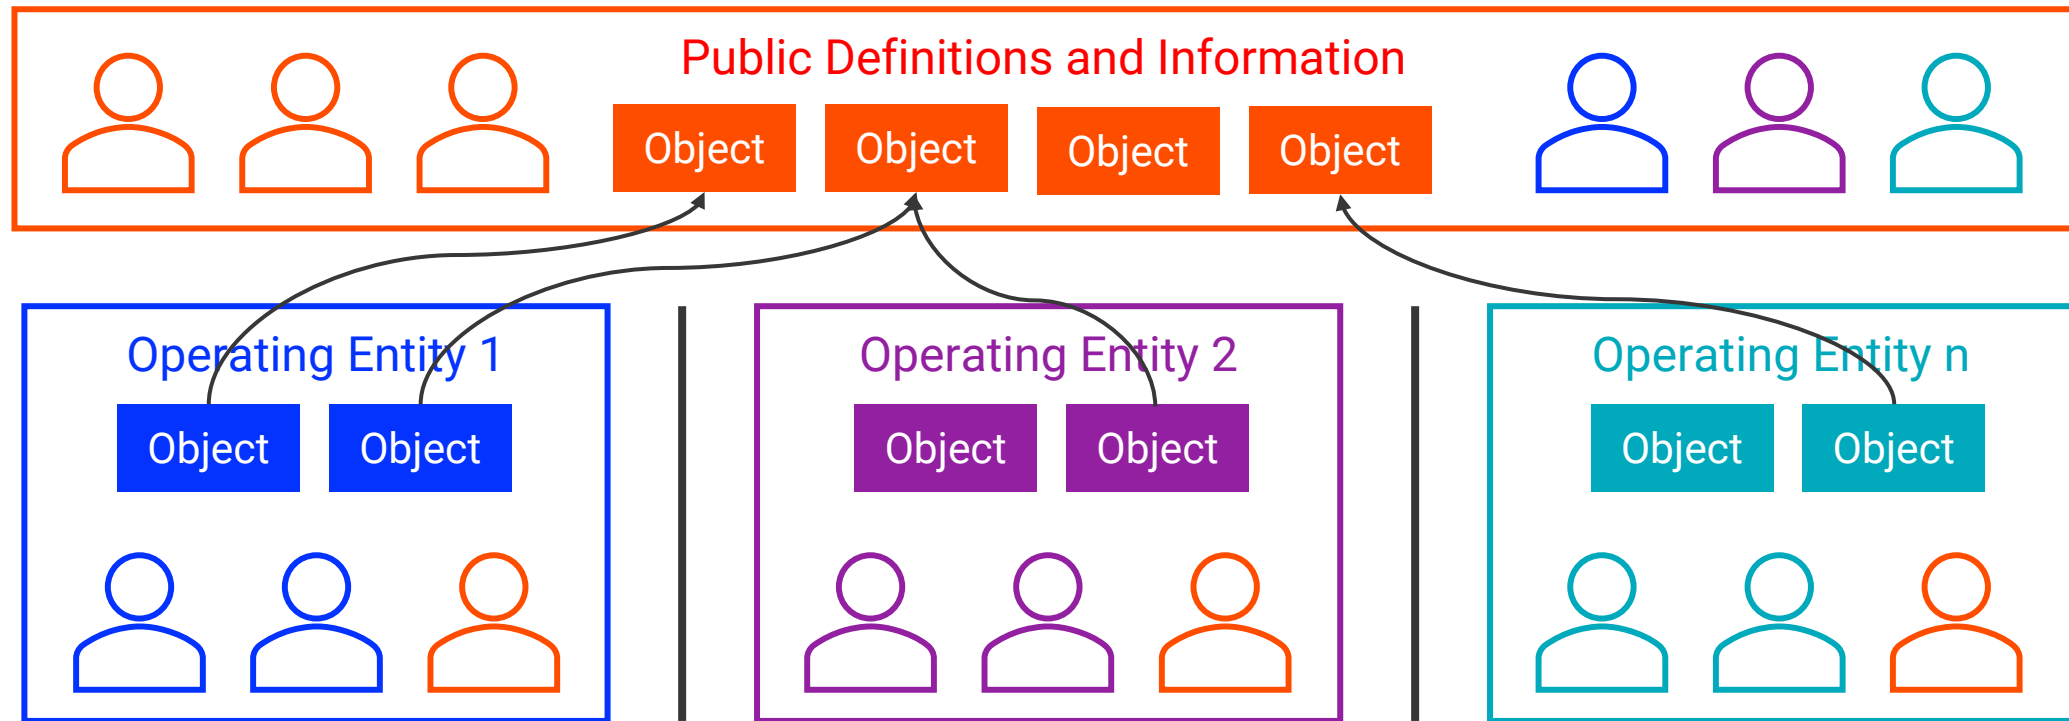 Public Definitions and Information
Object Object Object Object
Operating Entity 1 Operating Entity 2 Operating Entity n
Object Object Object Object Object Object